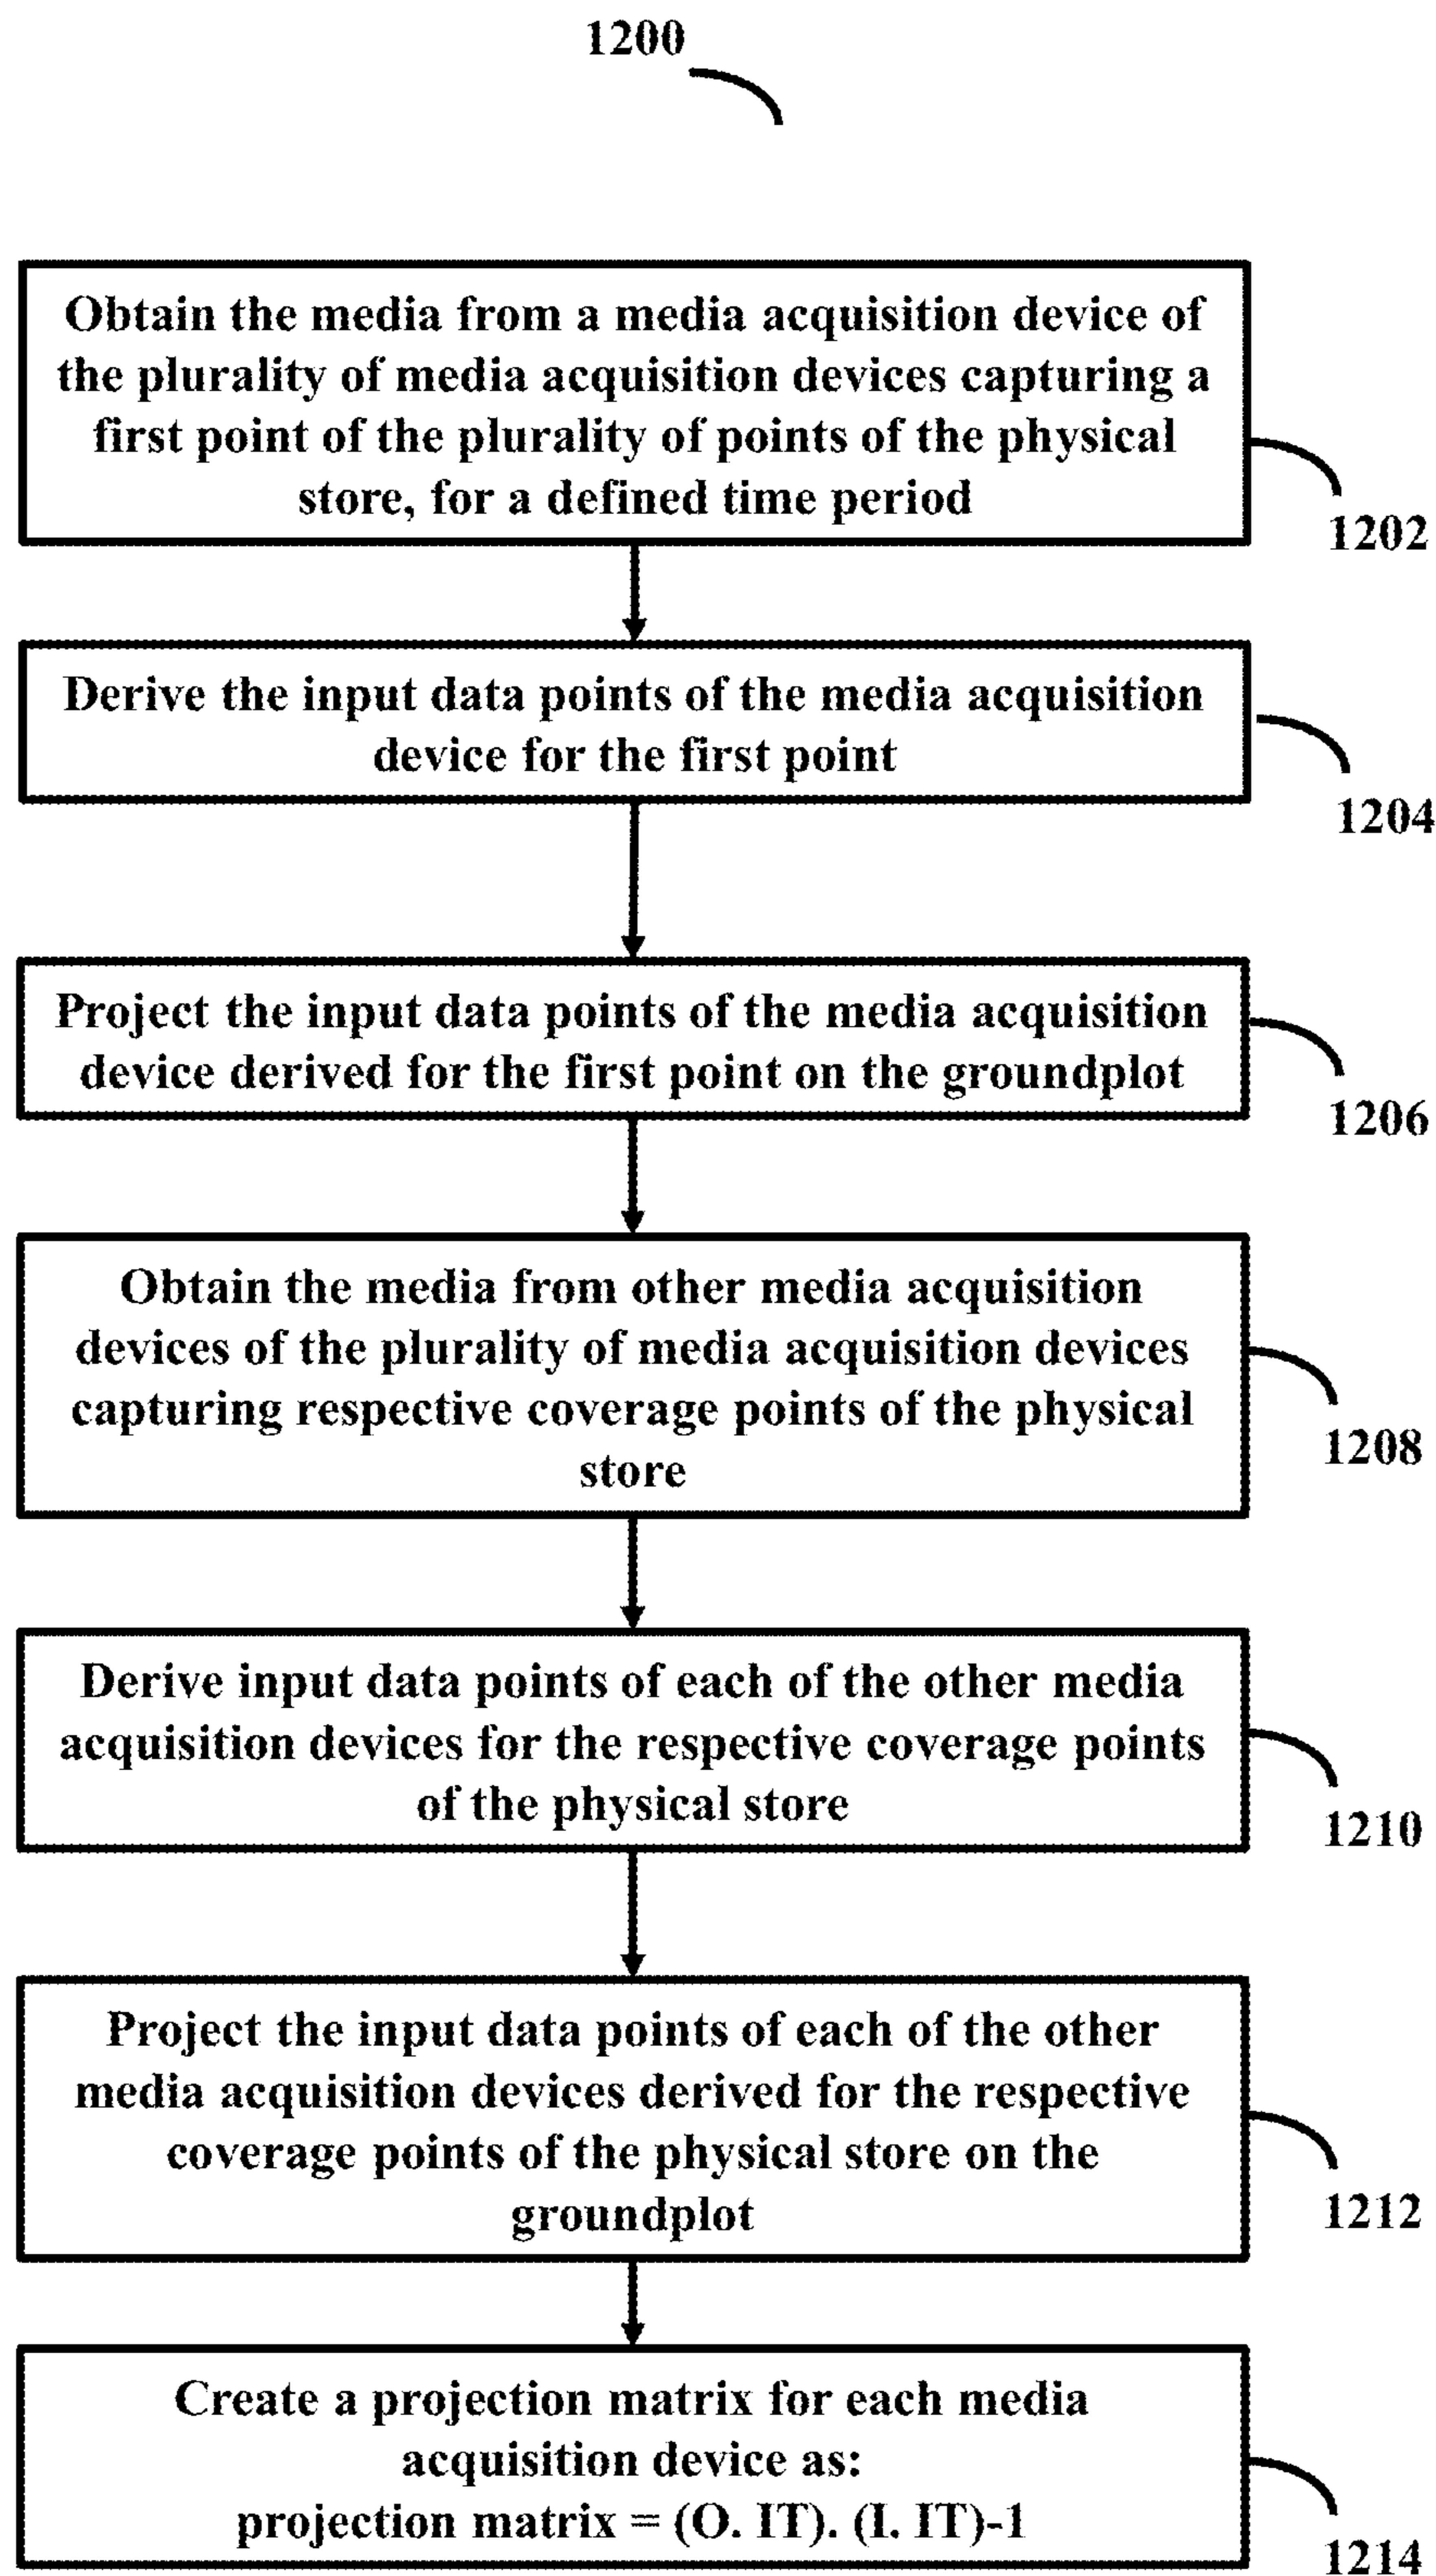 1200
Obtain the media from a media acquisition device of
the plurality of media acquisition devices capturing a
first point of the plurality of points of the physical
store, for a defined time period
1202
Derive the input data points of the media acquisition
device for the first point
1204
Project the input data points of the media acquisition
device derived for the first point on the groundplot
1206
Obtain the media from other media acquisition
devices of the plurality of media acquisition devices
capturing respective coverage points of the physical
store
1208
Derive input data points of each of the other media
acquisition devices for the respective coverage points
of the physical store
1210
Project the input data points of each of the other
media acquisition devices derived for the respective
coverage points of the physical store on the
groundplot
1212
Create a projection matrix for each media
acquisition device as:
projection matrix = (O. IT). (I. IT)-1
1214